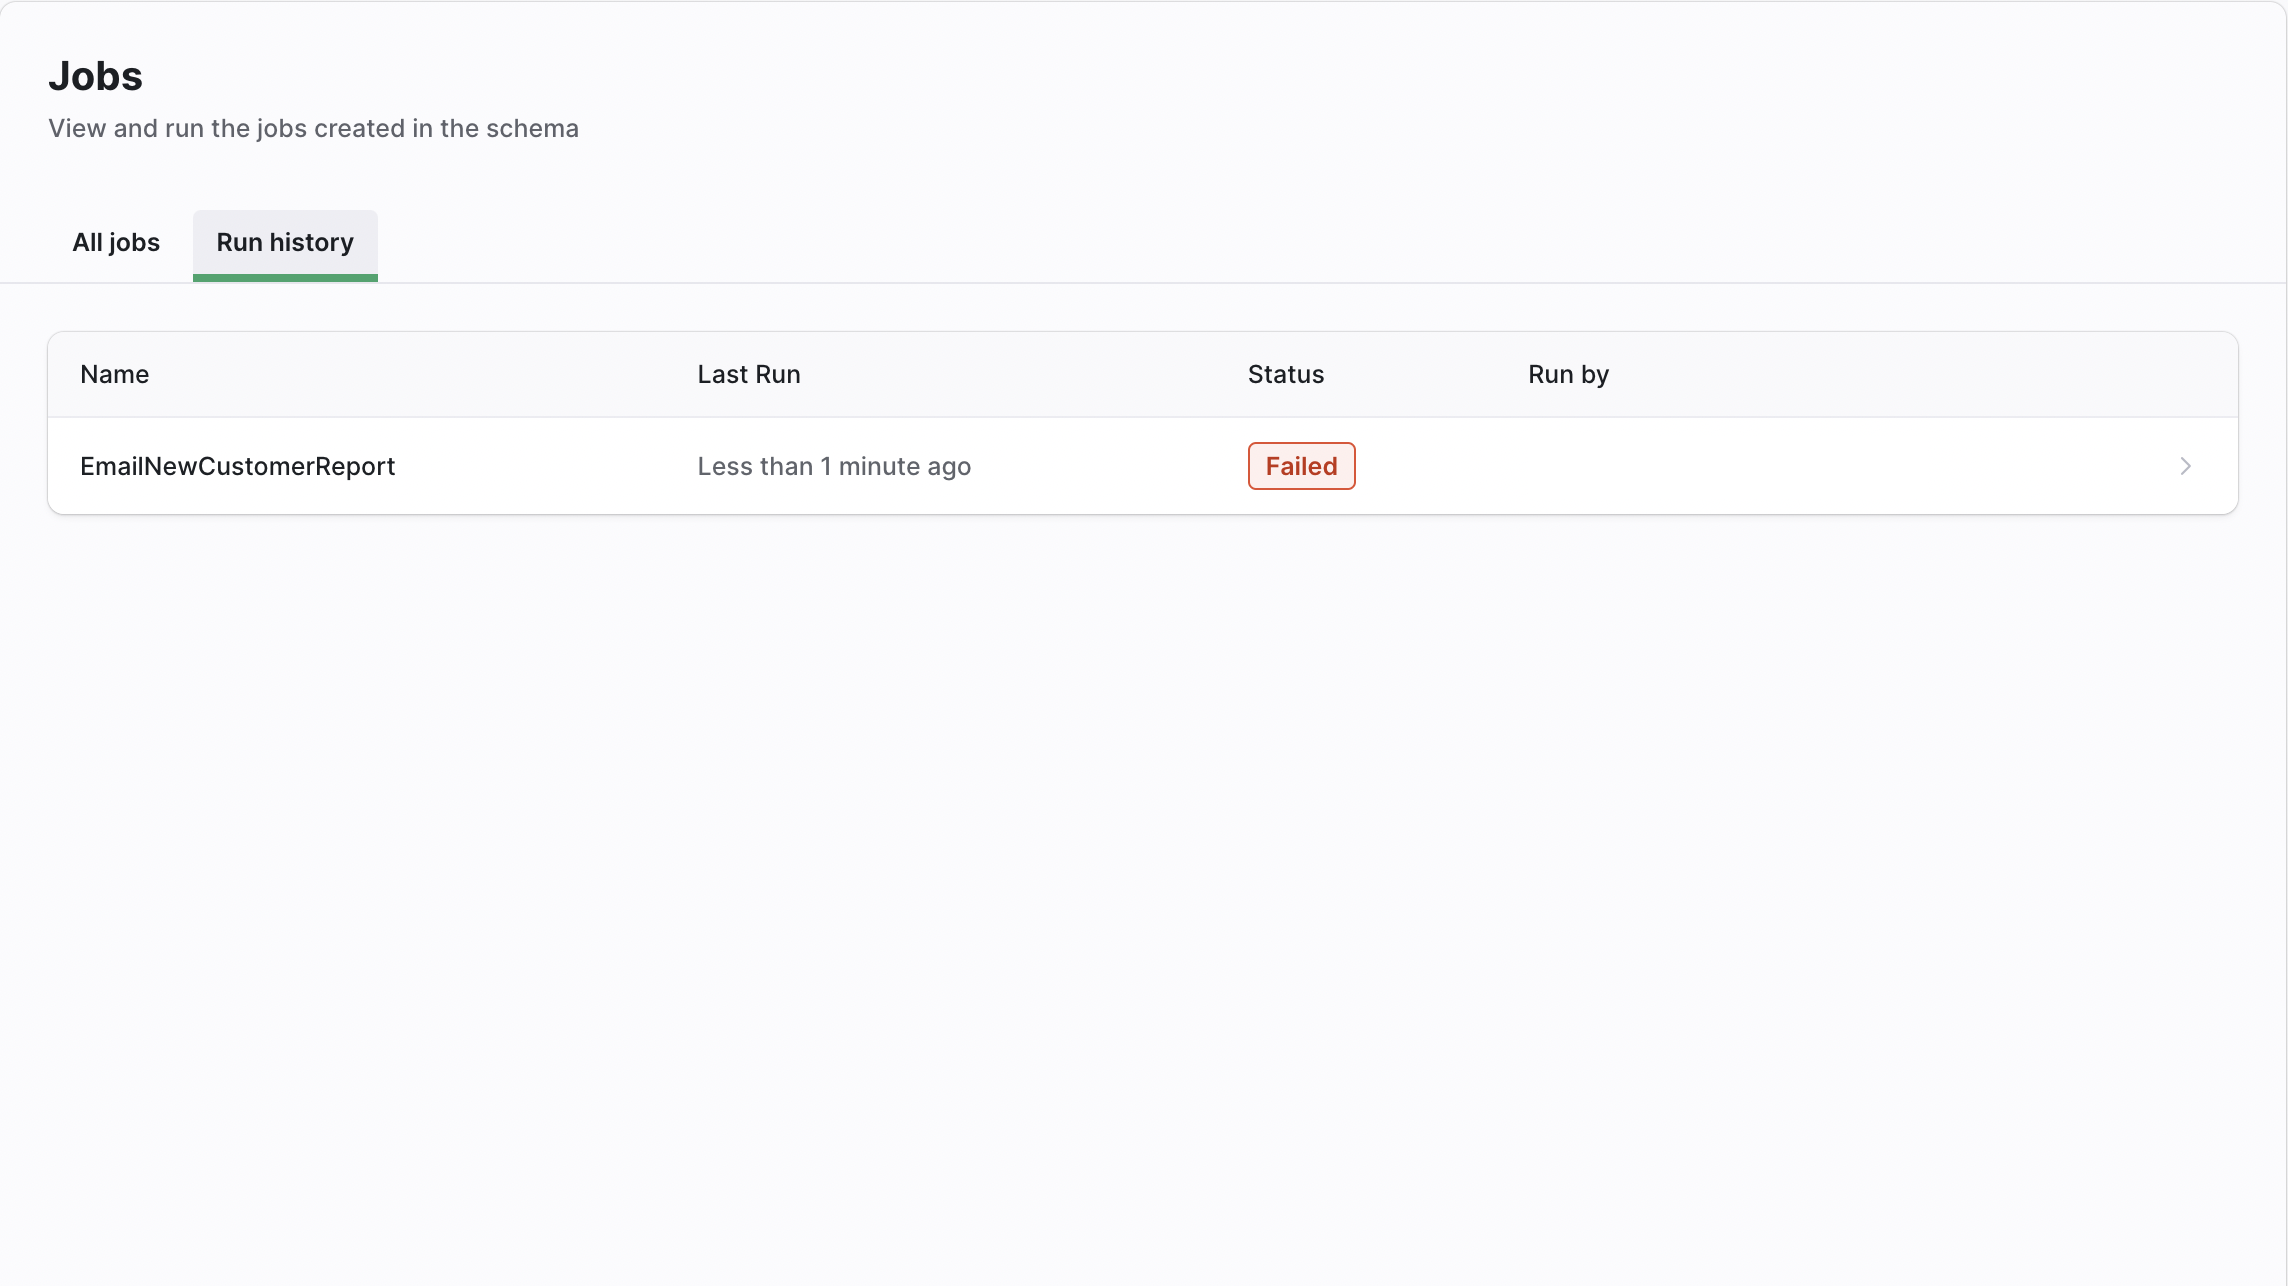 Jobs
View and run the jobs created in the schema
All jobs Run history
Name Last Run Status Run by
EmailNewCustomerReport Less than 1 minute ago Failed